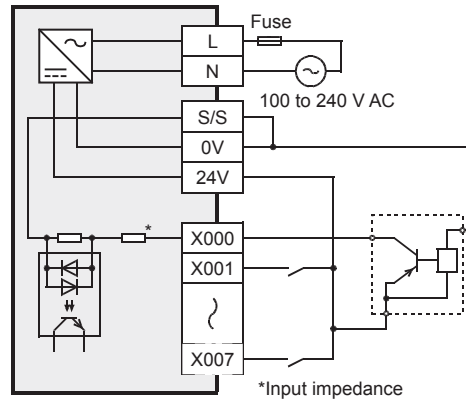 Fuse
L
N
100 to 240 V AC
S/S
0V
24V
*
X000
X001
X007
*Input impedance